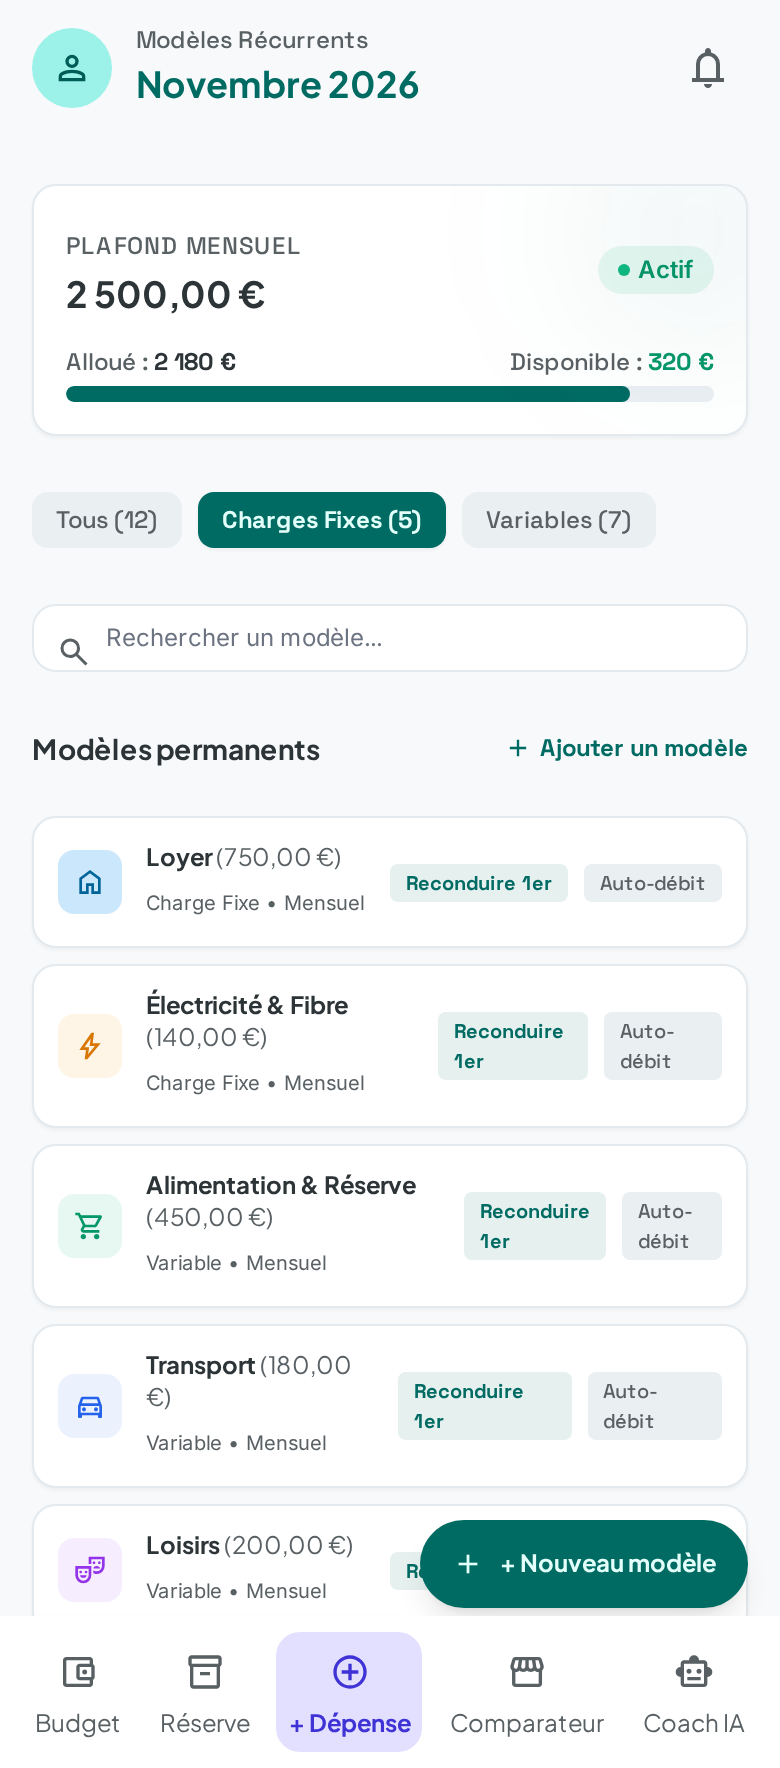 Modèles Récurrents
Novembre 2026
PLAFOND MENSUEL
2 500,00 €
Actif
Alloué : 2 180 €
Disponible : 320 €
Tous (12)
Charges Fixes (5)
Variables (7)
Rechercher un modèle...
Modèles permanents
+ Ajouter un modèle
Loyer (750,00 €)
Charge Fixe • Mensuel
Reconduire 1er
Auto-débit
Électricité & Fibre
(140,00 €)
Charge Fixe • Mensuel
Reconduire
1er
Auto-
débit
Alimentation & Réserve
(450,00 €)
Variable • Mensuel
Reconduire
1er
Auto-
débit
Transport (180,00
€)
Variable • Mensuel
Reconduire
1er
Auto-
débit
Loisirs (200,00 €)
Variable • Mensuel
+ + Nouveau modèle
Budget
Réserve
+ Dépense
Comparateur
Coach IA